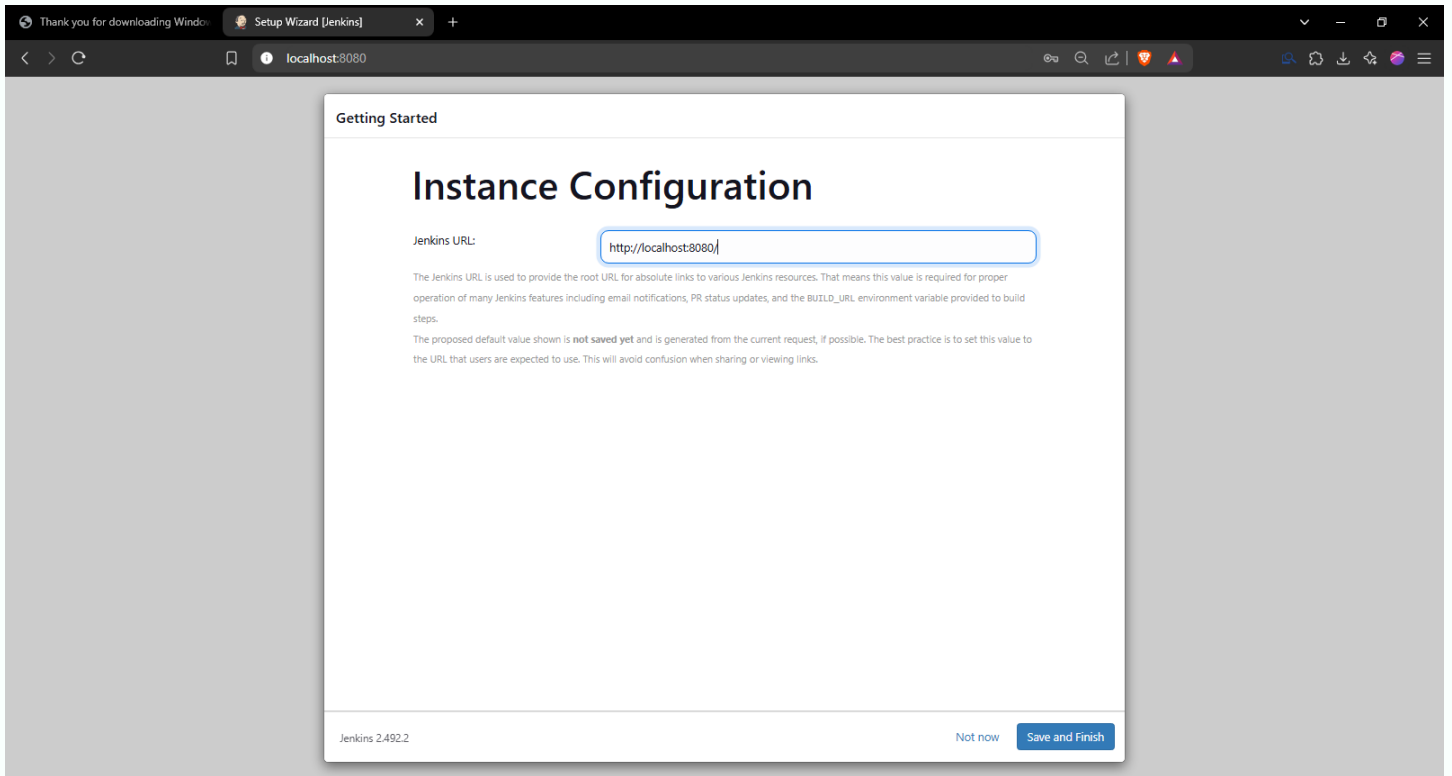 Thank you for downloading Windo
Setup Wizard [Jenkins]
localhost:8080
Getting Started
Instance Configuration
Jenkins URL:
http://localhost:8080/
The Jenkins URL is used to provide the root URL for absolute links to various Jenkins resources. That means this value is required for proper
operation of many Jenkins features including email notifications, PR status updates, and the BUILD_URL environment variable provided to build
steps.
The proposed default value shown is not saved yet and is generated from the current request, if possible. The best practice is to set this value to
the URL that users are expected to use. This will avoid confusion when sharing or viewing links.
Jenkins 2.492.2
Not now
Save and Finish